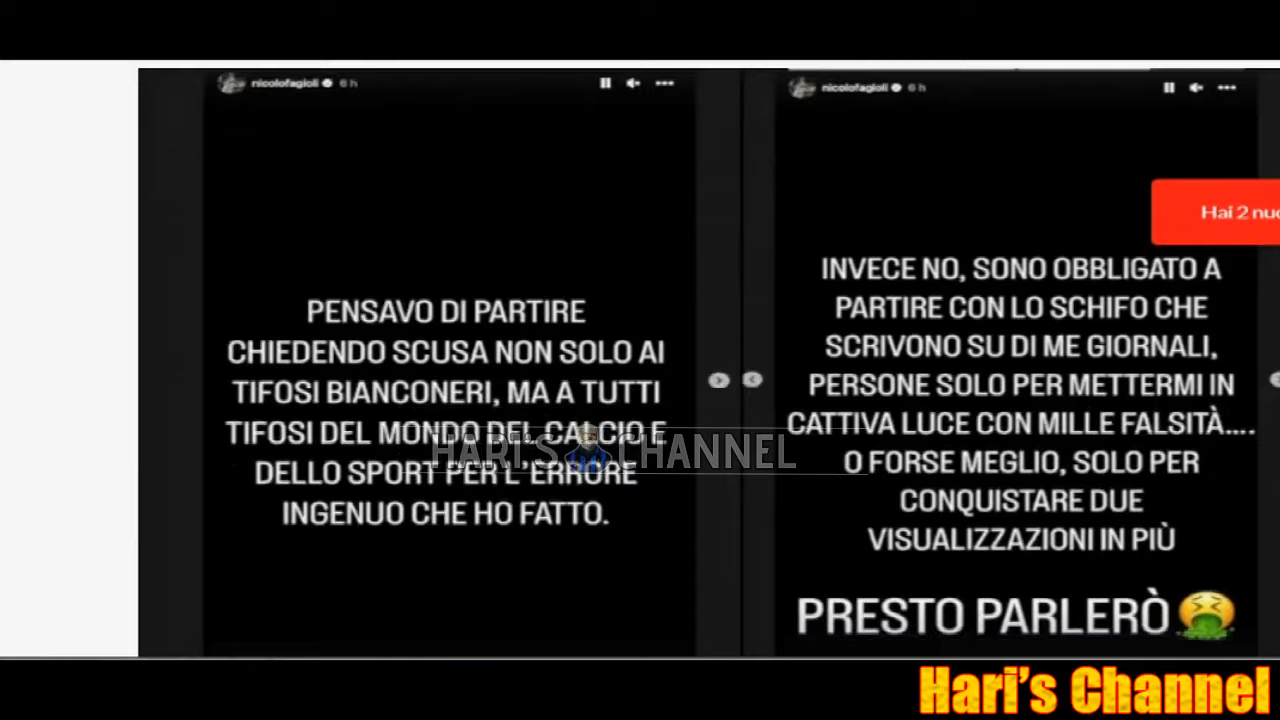 nicolofagioli 6 h
PENSAVO DI PARTIRE
CHIEDENDO SCUSA NON SOLO AI
TIFOSI BIANCONERI, MA A TUTTI
TIFOSI DEL MONDO DEL CALCIO E
DELLO SPORT PER L' ERRORE
INGENUO CHE HO FATTO.
nicolofagioli 6 h
INVECE NO, SONO OBBLIGATO A
PARTIRE CON LO SCHIFO CHE
SCRIVONO SU DI ME GIORNALI,
PERSONE SOLO PER METTERMI IN
CATTIVA LUCE CON MILLE FALSITÀ....
O FORSE MEGLIO, SOLO PER
CONQUISTARE DUE
VISUALIZZAZIONI IN PIÙ
PRESTO PARLERÒ
Hai 2 nuo
HARI'S CHANNEL
Hari's Channel